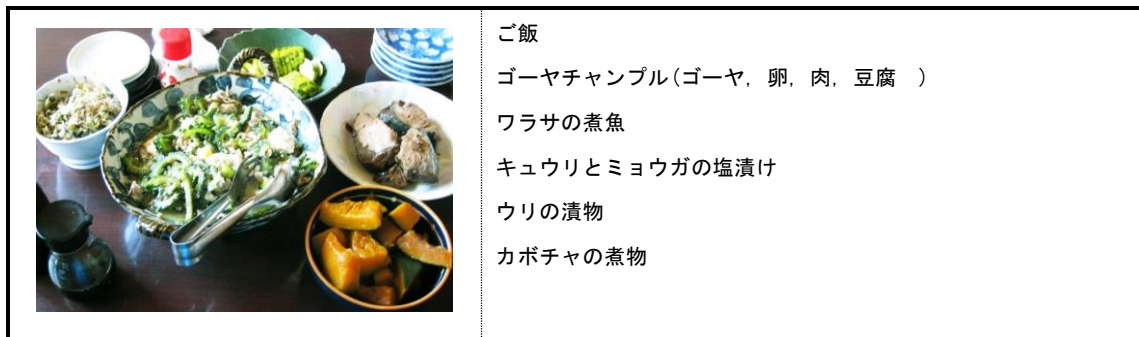 ご飯
ゴーヤチャンプル(ゴーヤ, 卵, 肉, 豆腐　)
ワラサの煮魚
キュウリとミョウガの塩漬け
ウリの漬物
カボチャの煮物